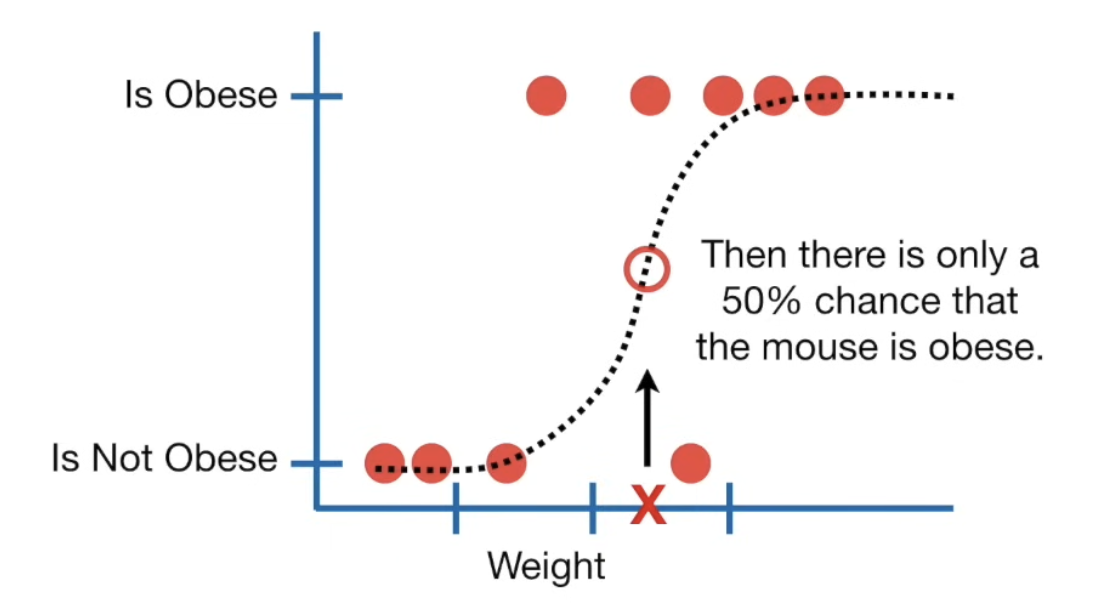 Is Obese
Then there is only a
50% chance that
the mouse is obese.
Is Not Obese
X
Weight